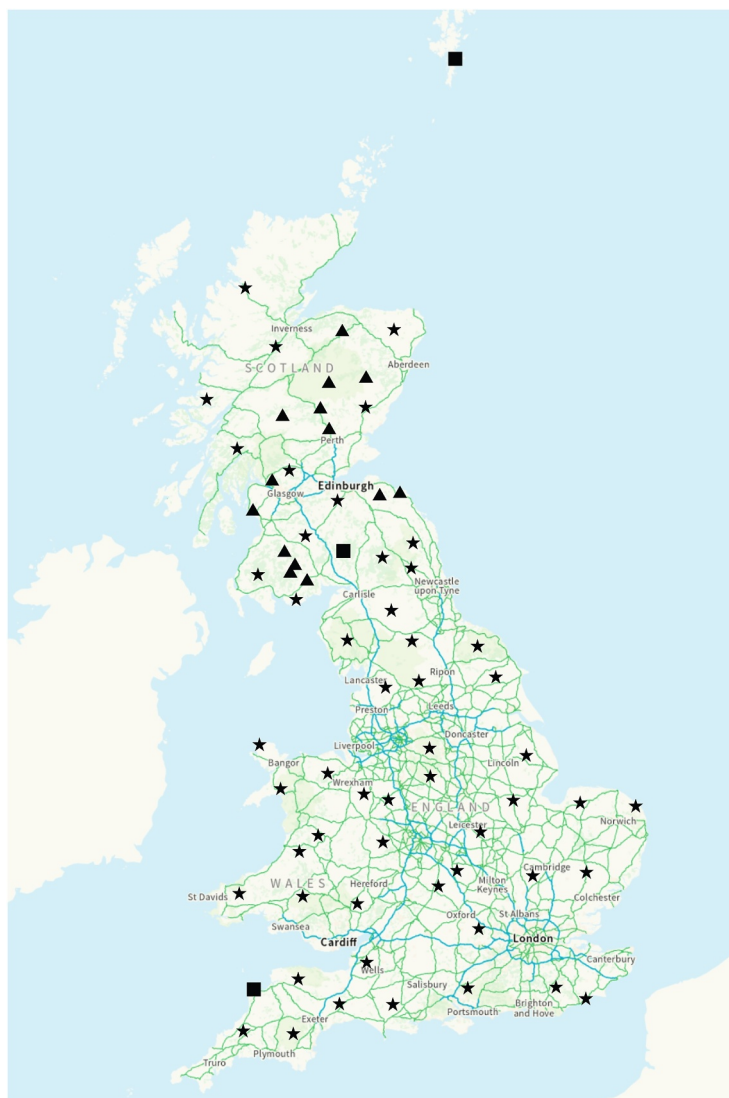 Inverness
SCOTLAND
Aberdeen
Perth
Edinburgh
Glasgow
Newcastle
upon Tyne
Carlisle
Ripon
Lancaster
Preston
Leeds
Doncaster
Liverpool
Bangor
Lincoln
Wrexham
ENGLAND
Norwich
Leicester
Cambridge
WALES
Hereford
Milton
Keynes
St Davids
Colchester
Oxford
St Albans
Swansea
Cardiff
London
Canterbury
Wells
Salisbury
Portsmouth
Brighton
and Hove
Exeter
Plymouth
Truro